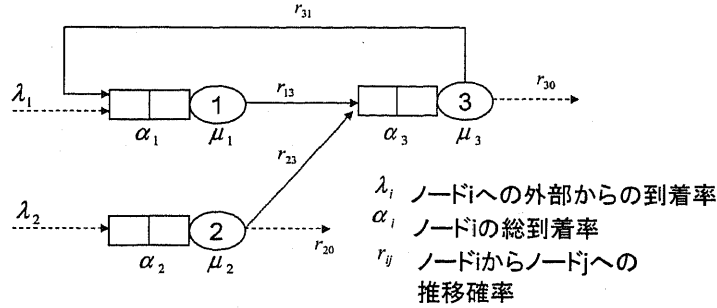 r31
λ1
1
α1
μ1
r13
3
α3
μ3
r30
r23
λ2
2
α2
μ2
r20
λi ノードiへの外部からの到着率
αi ノードiの総到着率
rij ノードiからノードjへの
推移確率